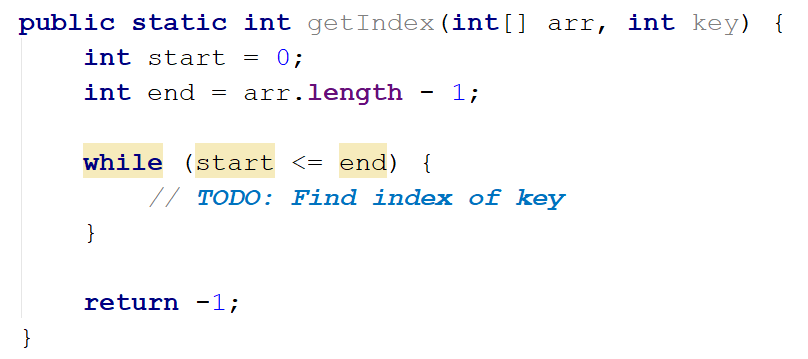 public static int getIndex(int[] arr, int key) {
    int start = 0;
    int end = arr.length - 1;

    while (start <= end) {
        // TODO: Find index of key
    }

    return -1;
}